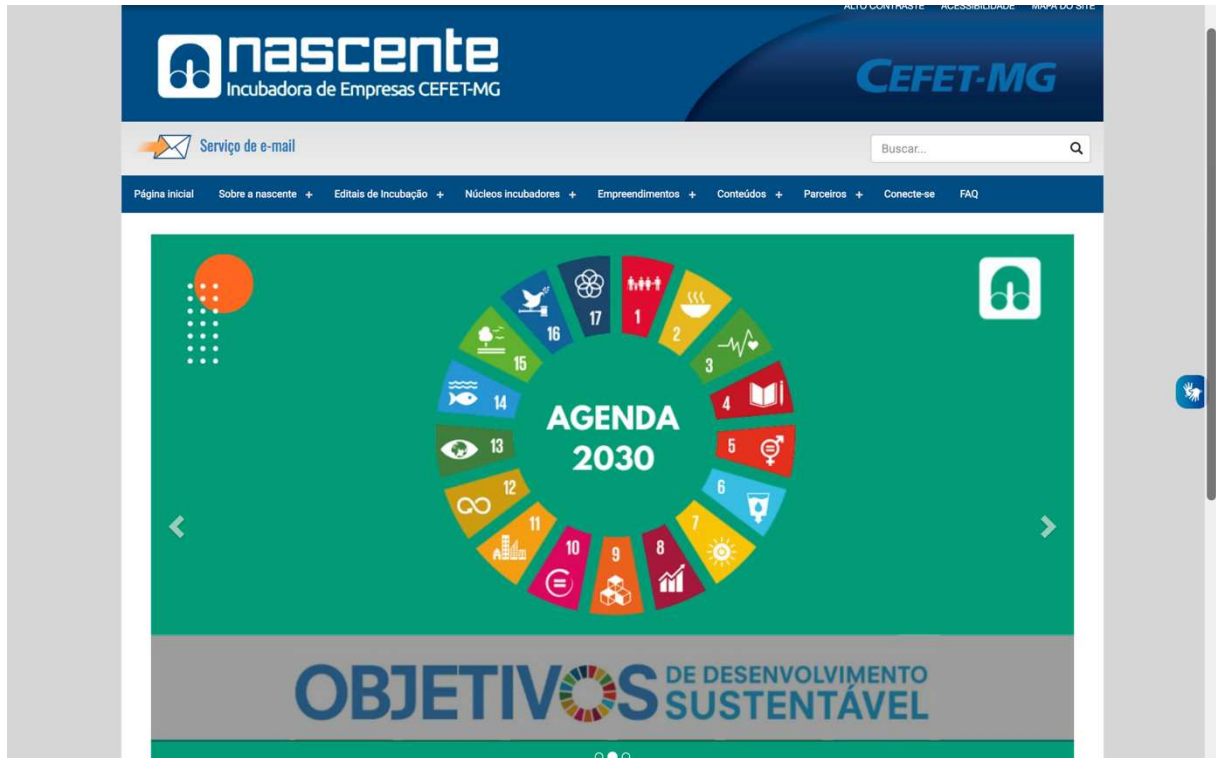 ALTO CONTRASTE ACESSIBILIDADE MAPA DO SITE
nascente
Incubadora de Empresas CEFET-MG
CEFET-MG
Serviço de e-mail
Buscar...
Página inicial Sobre a nascente + Editais de Incubação + Núcleos incubadores + Empreendimentos + Conteúdos + Parceiros + Conecte-se FAQ
17
1
16
2
15
3
14
4
AGENDA
2030
13
5
12
6
11
7
10
9
8
OBJETIVOS DE DESENVOLVIMENTO
SUSTENTÁVEL